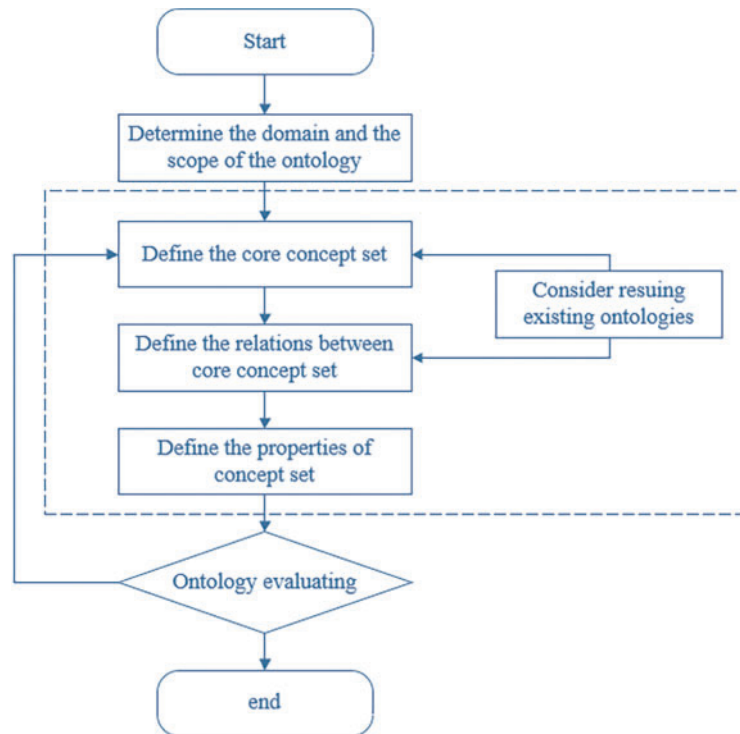 Start
Determine the domain and the
scope of the ontology
Define the core concept set
Consider resuing
existing ontologies
Define the relations between
core concept set
Define the properties of
concept set
Ontology evaluating
end